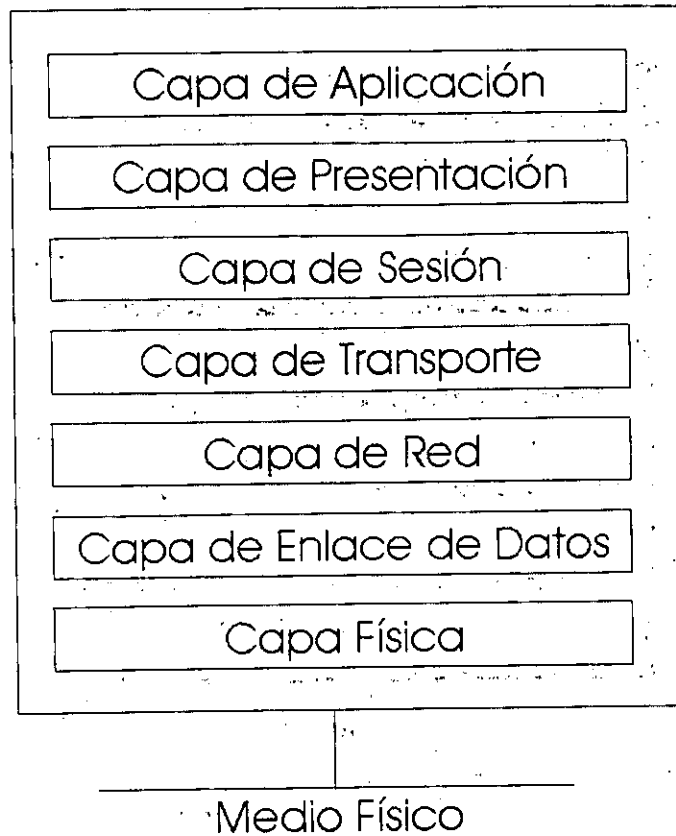 Capa de Aplicación
Capa de Presentación
Capa de Sesión
Capa de Transporte
Capa de Red
Capa de Enlace de Datos
Capa Física
Medio Físico